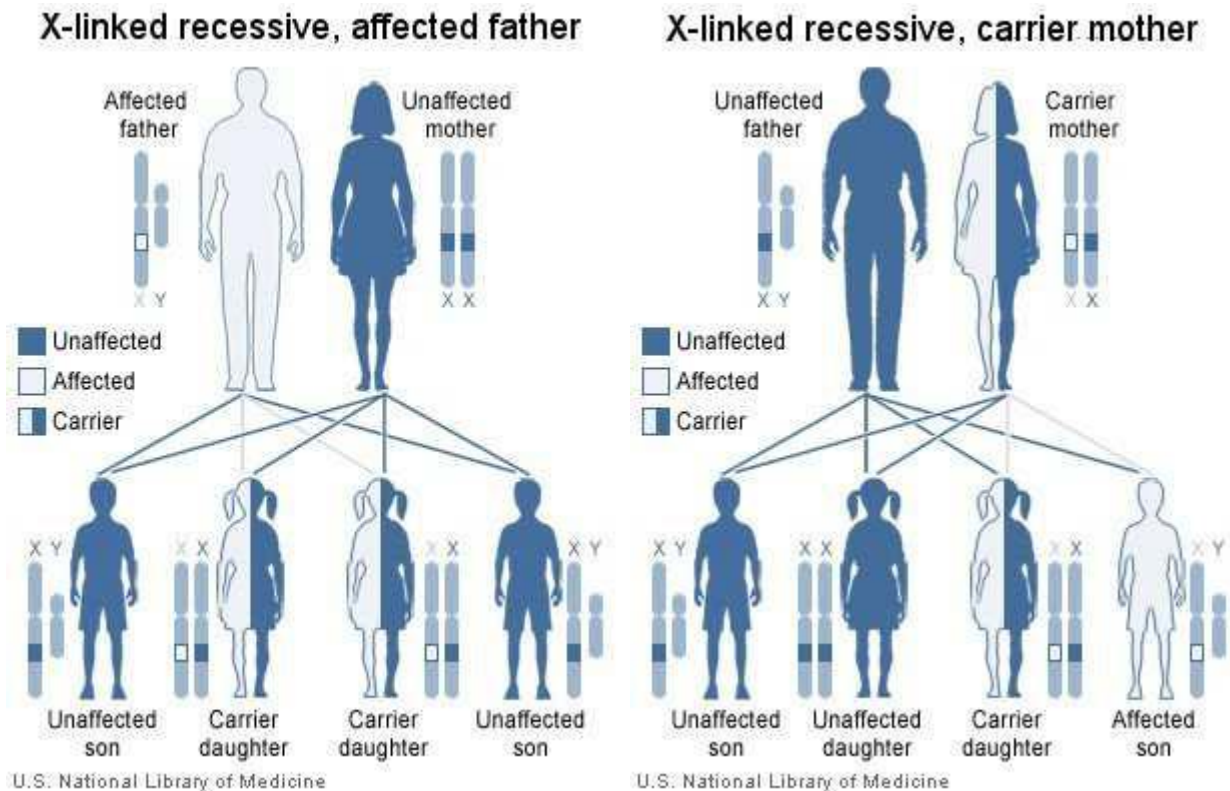 X-linked recessive, affected father
Affected
father
Unaffected
mother
X Y
X X
Unaffected
Affected
Carrier
X Y
X X
X X
X Y
Unaffected
son
Carrier
daughter
Carrier
daughter
Unaffected
son
U.S. National Library of Medicine
X-linked recessive, carrier mother
Unaffected
father
Carrier
mother
X Y
X X
Unaffected
Affected
Carrier
X Y
X X
X X
X Y
Unaffected
son
Unaffected
daughter
Carrier
daughter
Affected
son
U.S. National Library of Medicine